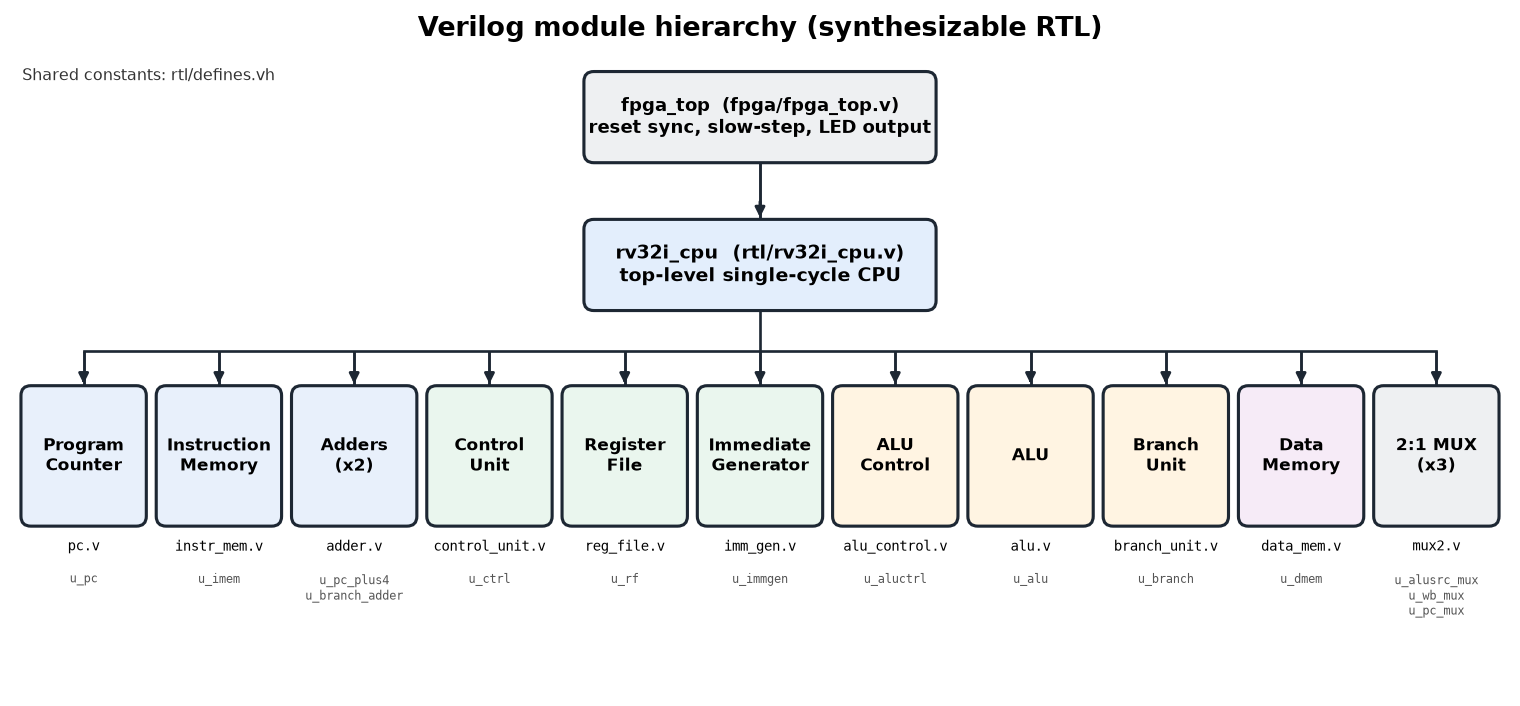 Verilog module hierarchy (synthesizable RTL)
Shared constants: rtl/defines.vh
fpga_top (fpga/fpga_top.v)
reset sync, slow-step, LED output
rv32i_cpu (rtl/rv32i_cpu.v)
top-level single-cycle CPU
Program
Counter
pc.v
u_pc
Instruction
Memory
instr_mem.v
u_imem
Adders
(x2)
adder.v
u_pc_plus4
u_branch_adder
Control
Unit
control_unit.v
u_ctrl
Register
File
reg_file.v
u_rf
Immediate
Generator
imm_gen.v
u_immgen
ALU
Control
alu_control.v
u_aluctrl
ALU
alu.v
u_alu
Branch
Unit
branch_unit.v
u_branch
Data
Memory
data_mem.v
u_dmem
2:1 MUX
(x3)
mux2.v
u_alusrc_mux
u_wb_mux
u_pc_mux